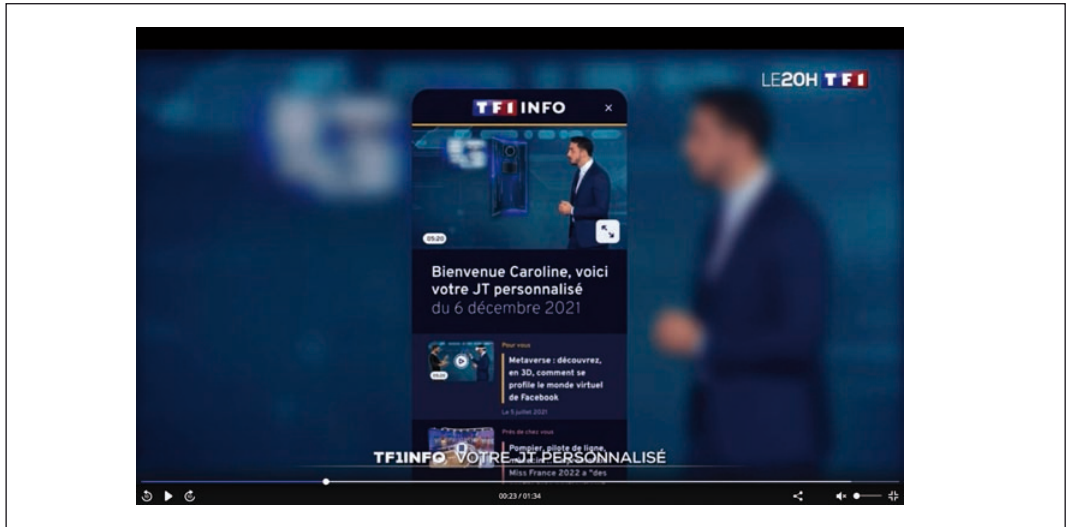 LE20H TF1
TF1 INFO
05:20
Bienvenue Caroline, voici
votre JT personnalisé
du 6 décembre 2021
Pour vous
Metaverse : découvrez,
en 3D, comment se
profile le monde virtuel
de Facebook
Le 5 juillet 2021
Près de chez vous
Pompier, pilote de ligne,
TF1INFO, VOTRE JT PERSONNALISÉ
Miss France 2022 a "des
00:23 / 01:34